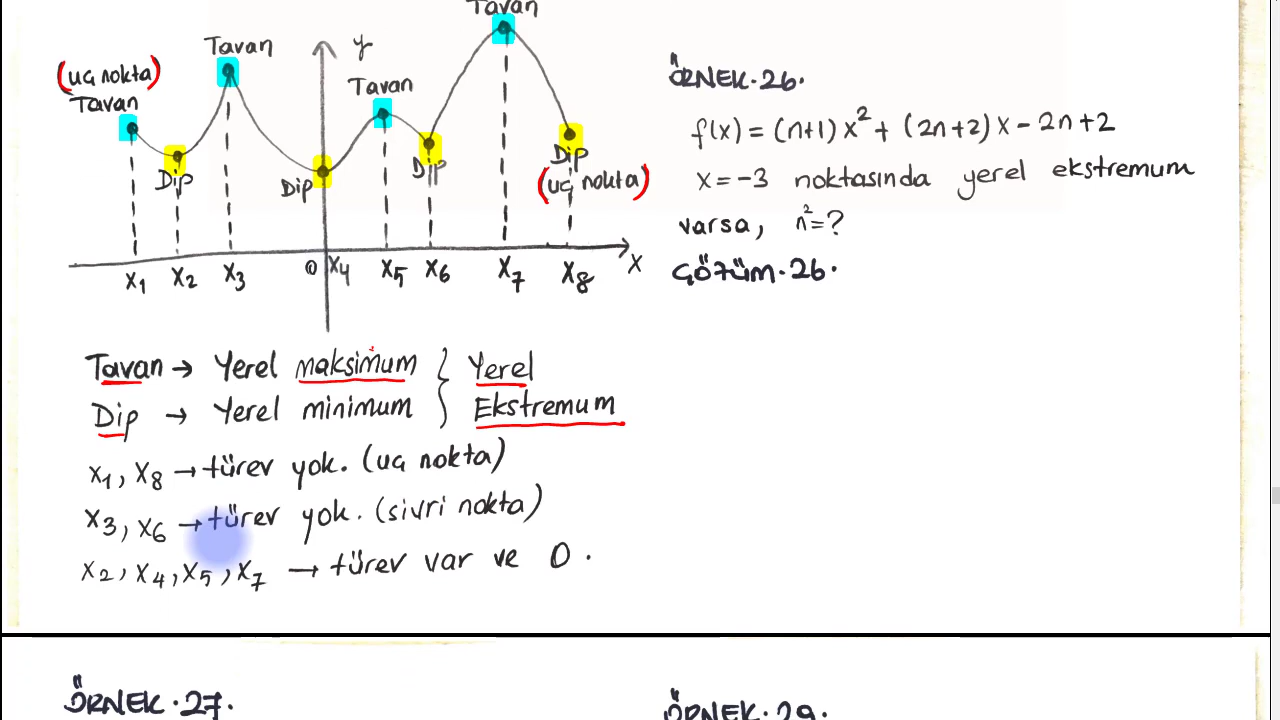 Tavan
Tavan
y
(uç nokta)
Tavan
Tavan
Dip
Dip
Dip
Dip
(uç nokta)
x1 x2 x3 0 x4 x5 x6 x7 x8 x
Tavan → Yerel maksimum } Yerel
Dip → Yerel minimum } Ekstremum
x1, x8 → türev yok. (uç nokta)
x3, x6 → türev yok. (sivri nokta)
x2, x4, x5, x7 → türev var ve 0.
ÖRNEK.26.
f(x) = (n+1)x² + (2n+2)x - 2n + 2
x = -3 noktasında yerel ekstremum
varsa, n² = ?
ÇÖZÜM.26.
ÖRNEK.27.
ÖRNEK.29.